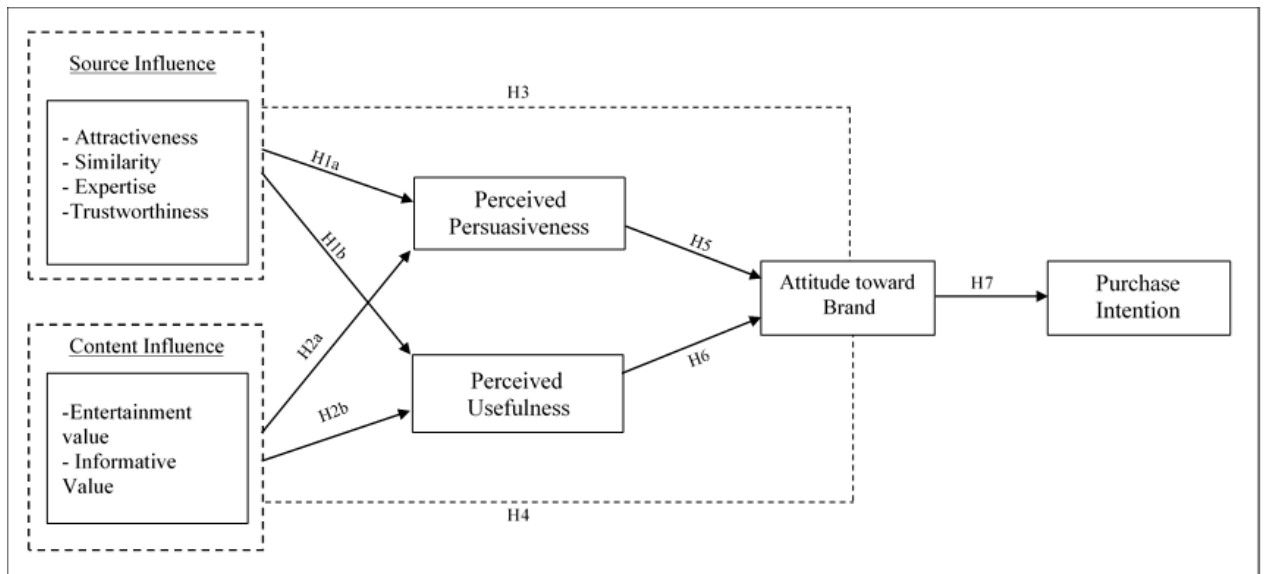 Source Influence
- Attractiveness
- Similarity
- Expertise
-Trustworthiness
H3
H1a
H1b
Perceived
Persuasiveness
H5
Attitude toward
Brand
H7
Purchase
Intention
Content Influence
-Entertainment
value
- Informative
Value
H2a
H2b
Perceived
Usefulness
H6
H4